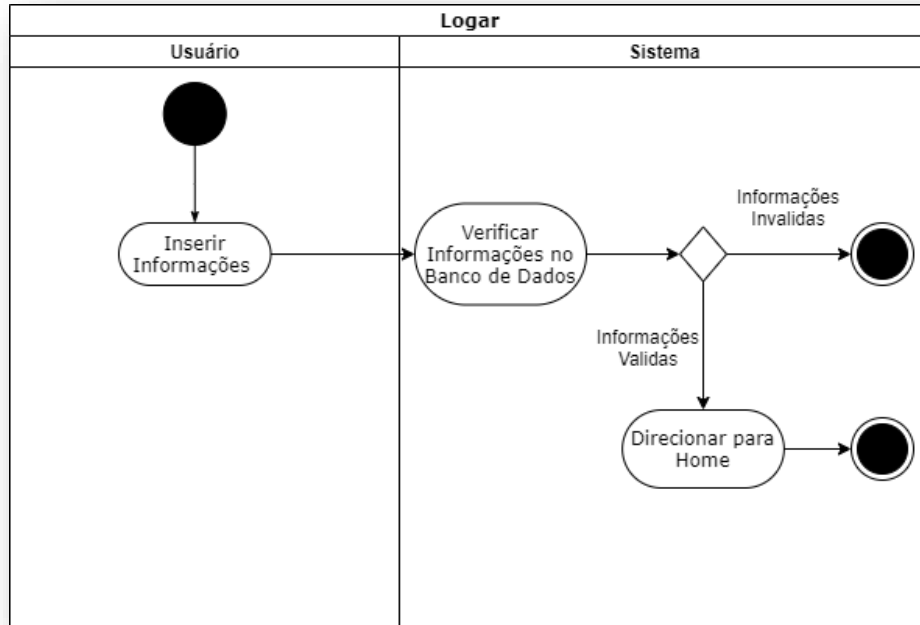 Logar
Usuário
Sistema
Inserir
Informações
Verificar
Informações no
Banco de Dados
Informações
Invalidas
Informações
Validas
Direcionar para
Home